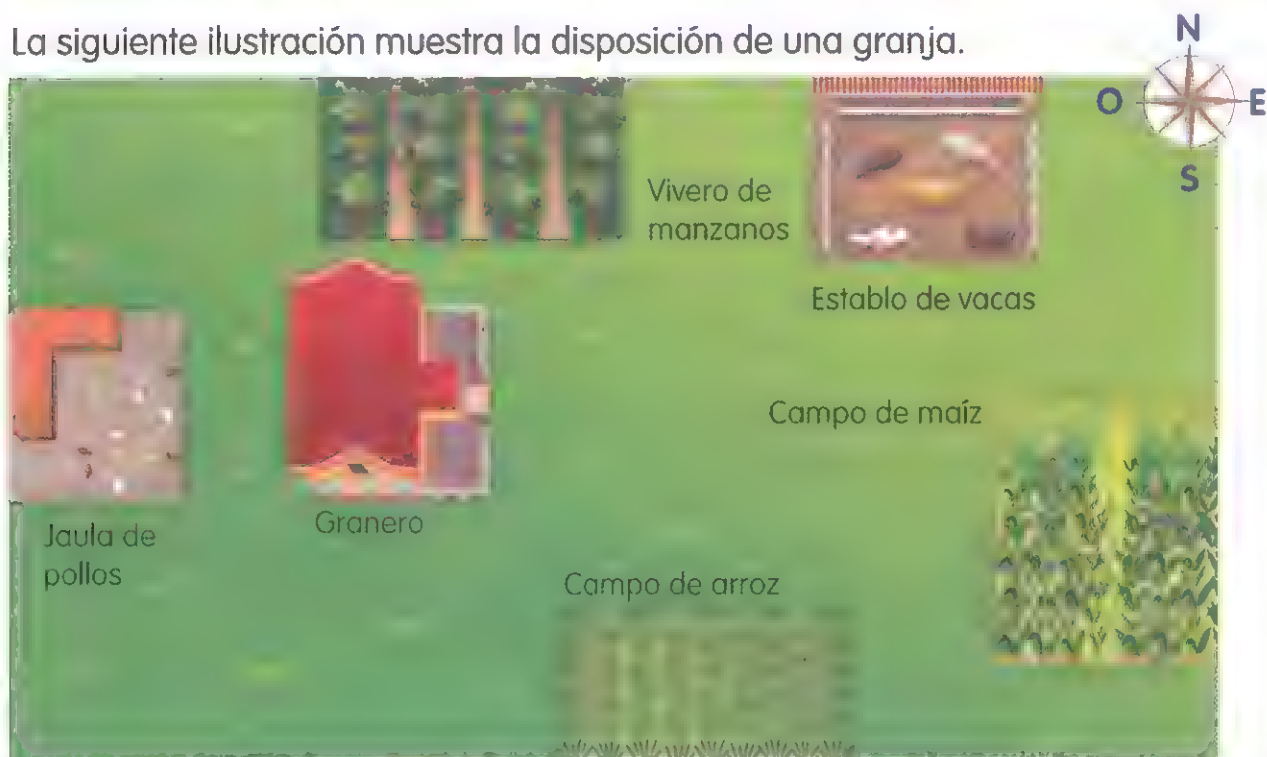 La siguiente ilustración muestra la disposición de una granja.
N
O
E
S
Vivero de
manzanos
Establo de vacas
Campo de maíz
Granero
Jaula de
pollos
Campo de arroz